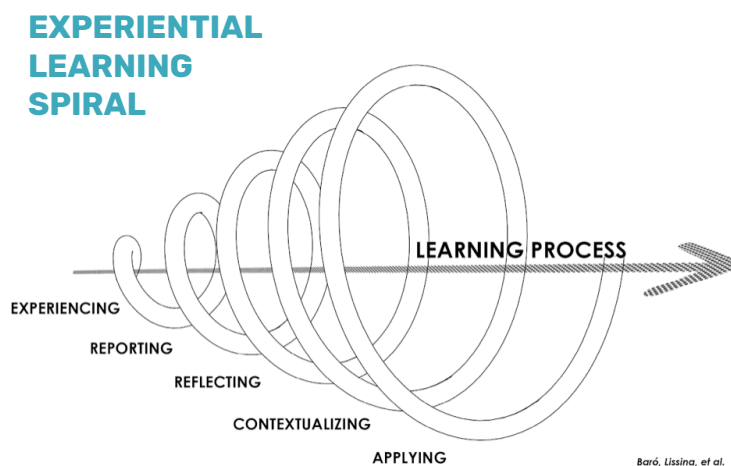 EXPERIENTIAL
LEARNING
SPIRAL
LEARNING PROCESS
EXPERIENCING
REPORTING
REFLECTING
CONTEXTUALIZING
APPLYING
Baró, Lissina, et al.